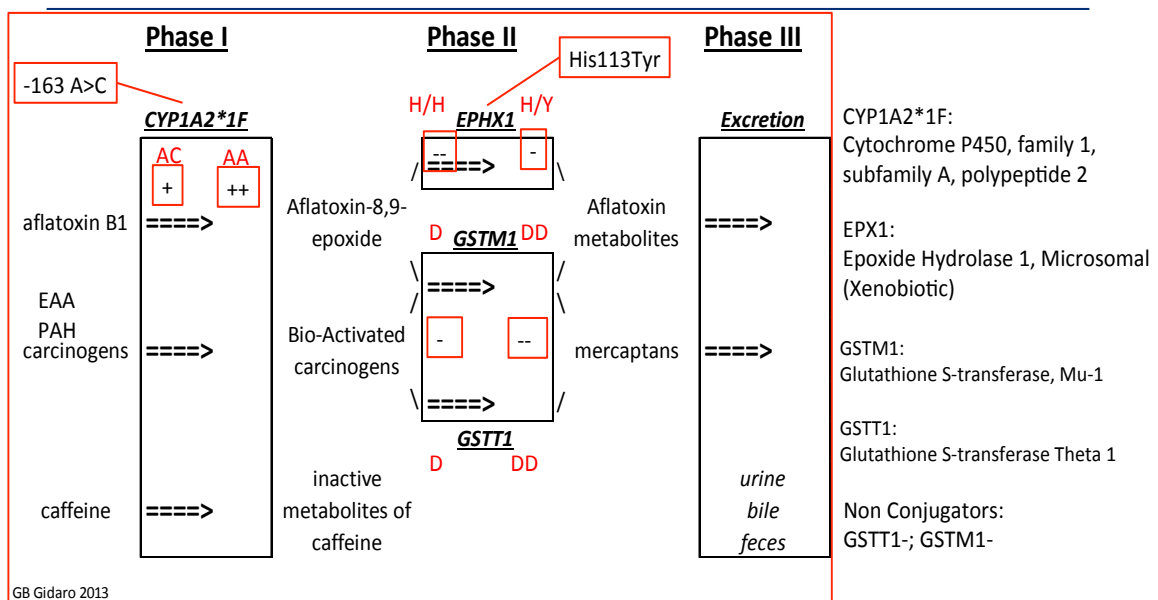 Phase I
Phase II
Phase III
-163 A>C
His113Tyr
CYP1A2*1F
H/H
H/Y
EPHX1
Excretion
AC
AA
+
++
--
-
====>
/
\
aflatoxin B1
====>
Aflatoxin-8,9-
epoxide
Aflatoxin
metabolites
====>
D
DD
GSTM1
\
====>
/
/
\
EAA
PAH
carcinogens
====>
Bio-Activated
carcinogens
-
--
mercaptans
====>
\
====>
/
GSTT1
D
DD
caffeine
====>
inactive
metabolites of
caffeine
urine
bile
feces
CYP1A2*1F:
Cytochrome P450, family 1,
subfamily A, polypeptide 2
EPX1:
Epoxide Hydrolase 1, Microsomal
(Xenobiotic)
GSTM1:
Glutathione S-transferase, Mu-1
GSTT1:
Glutathione S-transferase Theta 1
Non Conjugators:
GSTT1-; GSTM1-
GB Gidaro 2013